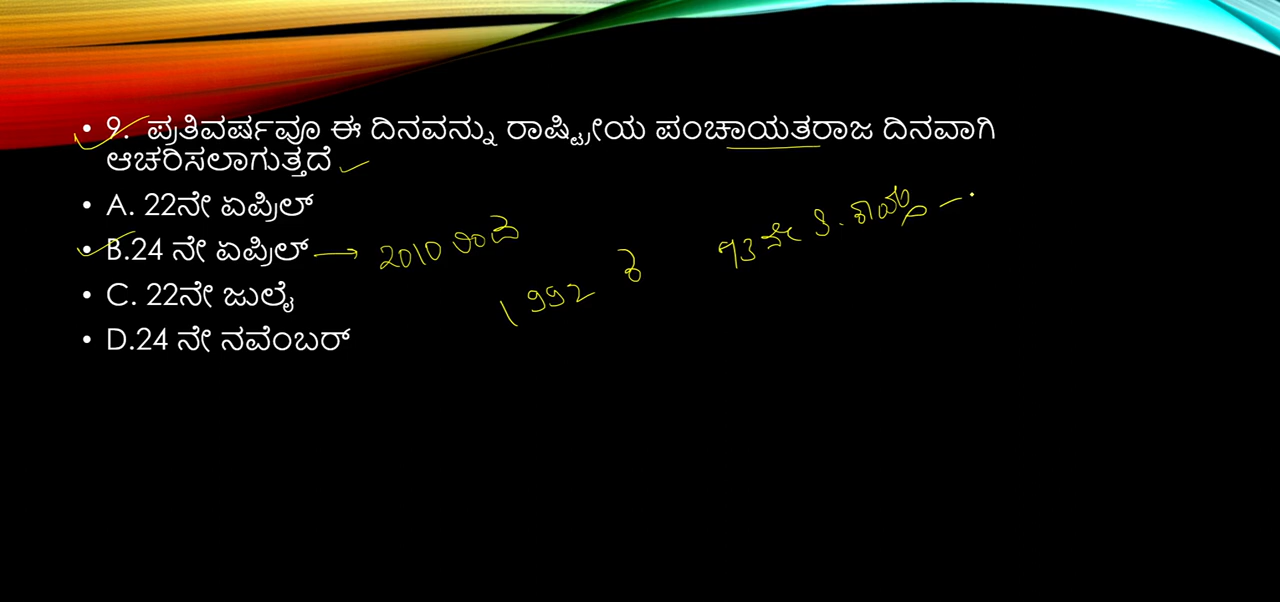 • 9. ಪ್ರತಿವರ್ಷವೂ ಈ ದಿನವನ್ನು ರಾಷ್ಟ್ರೀಯ ಪಂಚಾಯತರಾಜ ದಿನವಾಗಿ
ಆಚರಿಸಲಾಗುತ್ತದೆ
• A. 22ನೇ ಏಪ್ರಿಲ್
• B.24 ನೇ ಏಪ್ರಿಲ್ → 2010 ರಿಂದ
1992 ರ 73ನೇ ತಿ. ಕಾಯ್ದೆ
• C. 22ನೇ ಜುಲೈ
• D.24 ನೇ ನವೆಂಬರ್